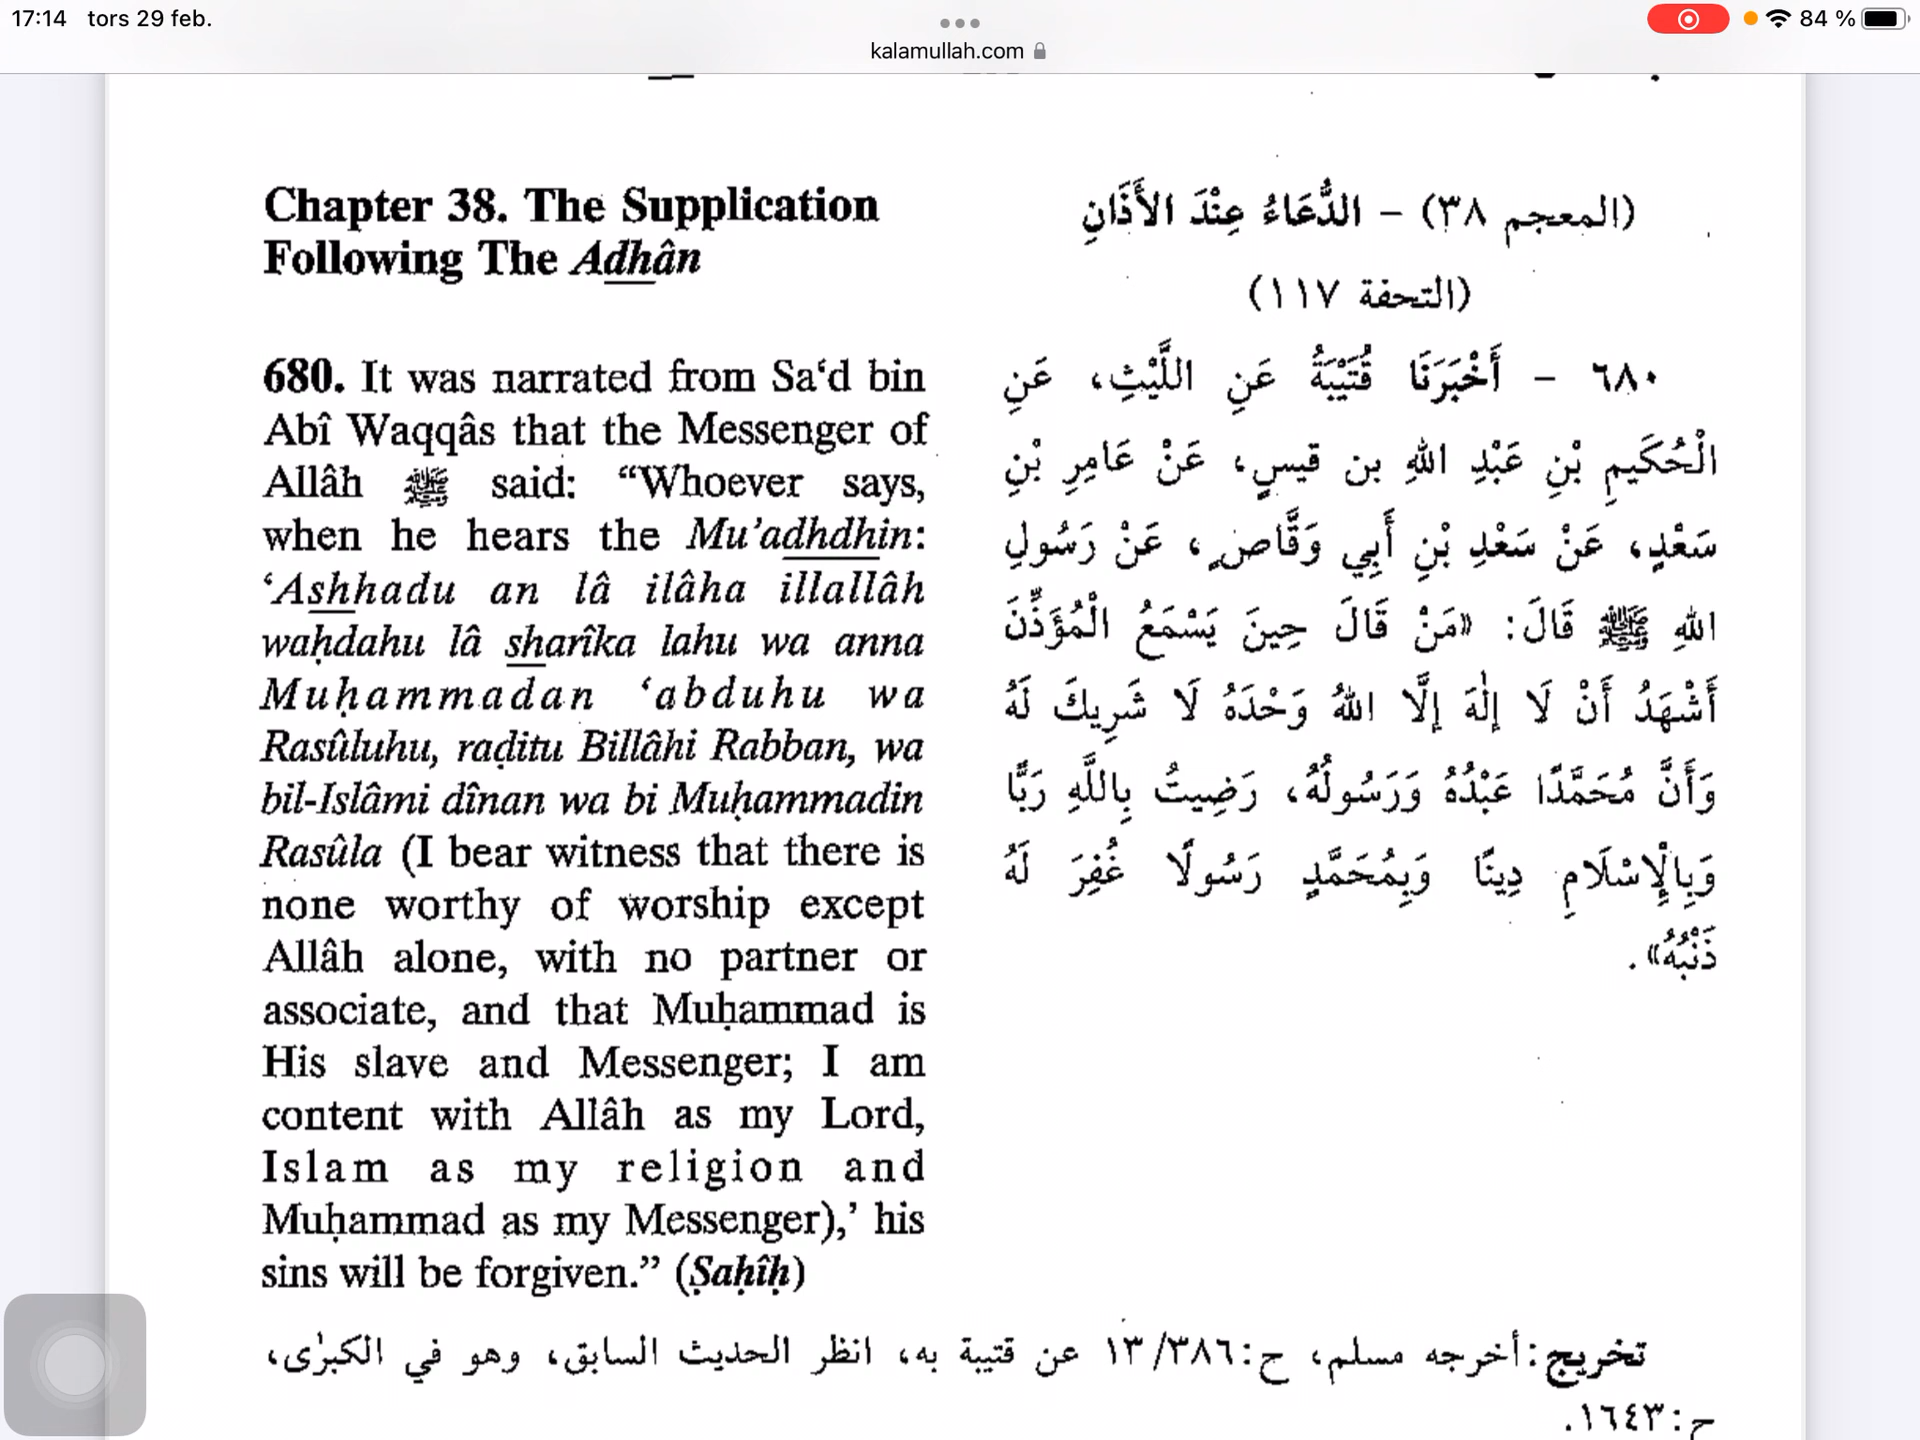 17:14 tors 29 feb.
84 %
kalamullah.com
Chapter 38. The Supplication
Following The Adhân
680. It was narrated from Sa‘d bin
Abî Waqqâs that the Messenger of
Allâh ﷺ said: “Whoever says,
when he hears the Mu’adhdhin:
‘Ashhadu an lâ ilâha illallâh
waḥdahu lâ sharîka lahu wa anna
Muḥammadan ‘abduhu wa
Rasûluhu, raḍitu Billâhi Rabban, wa
bil-Islâmi dînan wa bi Muḥammadin
Rasûla (I bear witness that there is
none worthy of worship except
Allâh alone, with no partner or
associate, and that Muḥammad is
His slave and Messenger; I am
content with Allâh as my Lord,
Islam as my religion and
Muḥammad as my Messenger),’ his
sins will be forgiven.” (Ṣaḥîḥ)
(المعجم ٣٨) - الدُّعَاءُ عِنْدَ الأَذَانِ
(التحفة ١١٧)
٦٨٠ - أَخْبَرَنَا قُتَيْبَةُ عَنِ اللَّيْثِ، عَنِ
الْحُكَيمِ بْنِ عَبْدِ اللهِ بن قيسٍ، عَنْ عَامِرِ بْنِ
سَعْدٍ، عَنْ سَعْدِ بْنِ أَبِي وَقَّاصٍ، عَنْ رَسُولِ
اللهِ ﷺ قَالَ: «مَنْ قَالَ حِينَ يَسْمَعُ الْمُؤَذِّنَ
أَشْهَدُ أَنْ لَا إِلٰهَ إِلَّا اللهُ وَحْدَهُ لَا شَرِيكَ لَهُ
وَأَنَّ مُحَمَّدًا عَبْدُهُ وَرَسُولُهُ، رَضِيتُ بِاللَّهِ رَبًّا
وَبِالْإِسْلَامِ دِينًا وَبِمُحَمَّدٍ رَسُولًا غُفِرَ لَهُ
ذَنْبُهُ».
تخريج: أخرجه مسلم، ح:١٣/٣٨٦ عن قتيبة به، انظر الحديث السابق، وهو في الكبرٰى،
ح:١٦٤٣.